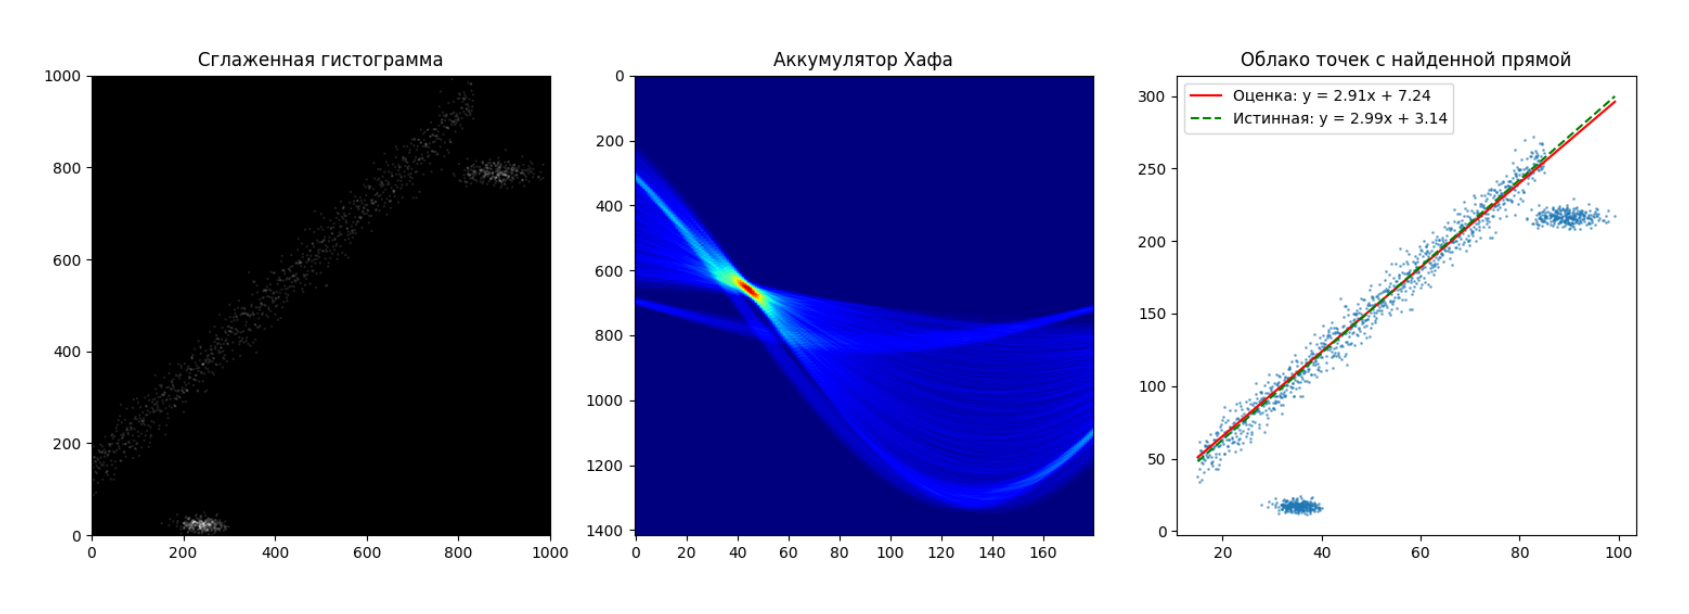 Сглаженная гистограмма
1000
800
600
400
200
0
0 200 400 600 800 1000
Аккумулятор Хафа
0
200
400
600
800
1000
1200
1400
0 20 40 60 80 100 120 140 160
Облако точек с найденной прямой
Оценка: y = 2.91x + 7.24
Истинная: y = 2.99x + 3.14
300
250
200
150
100
50
0
20 40 60 80 100